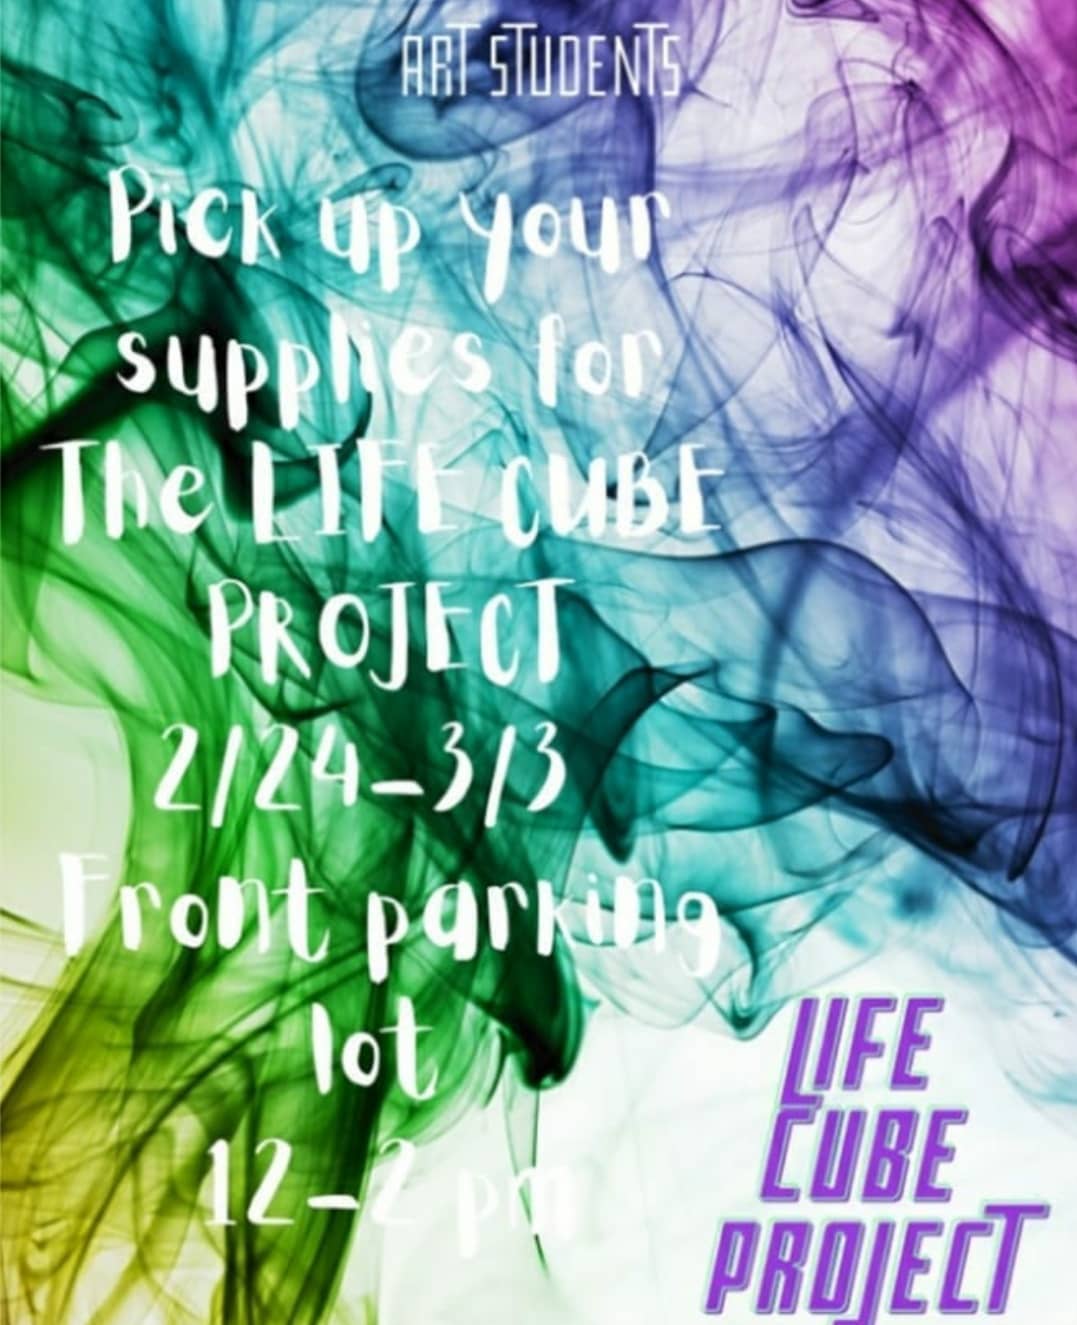 ART STUDENTS
Pick up your
supplies for
The LIFE CUBE
PROJECT
2/24-3/3
Front parking
lot
12-2 pm
LIFE
CUBE
PROJECT